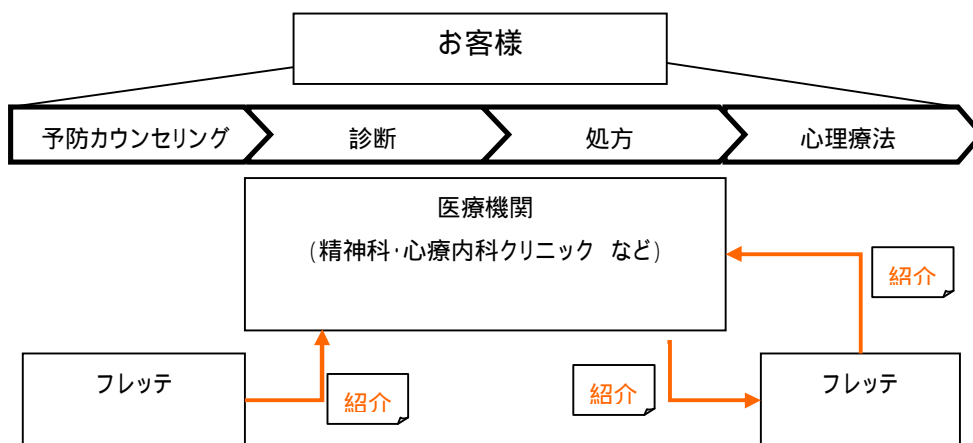 お客様
予防カウンセリング
診断
処方
心理療法
医療機関
(精神科・心療内科クリニック など)
紹介
フレッテ
紹介
紹介
フレッテ